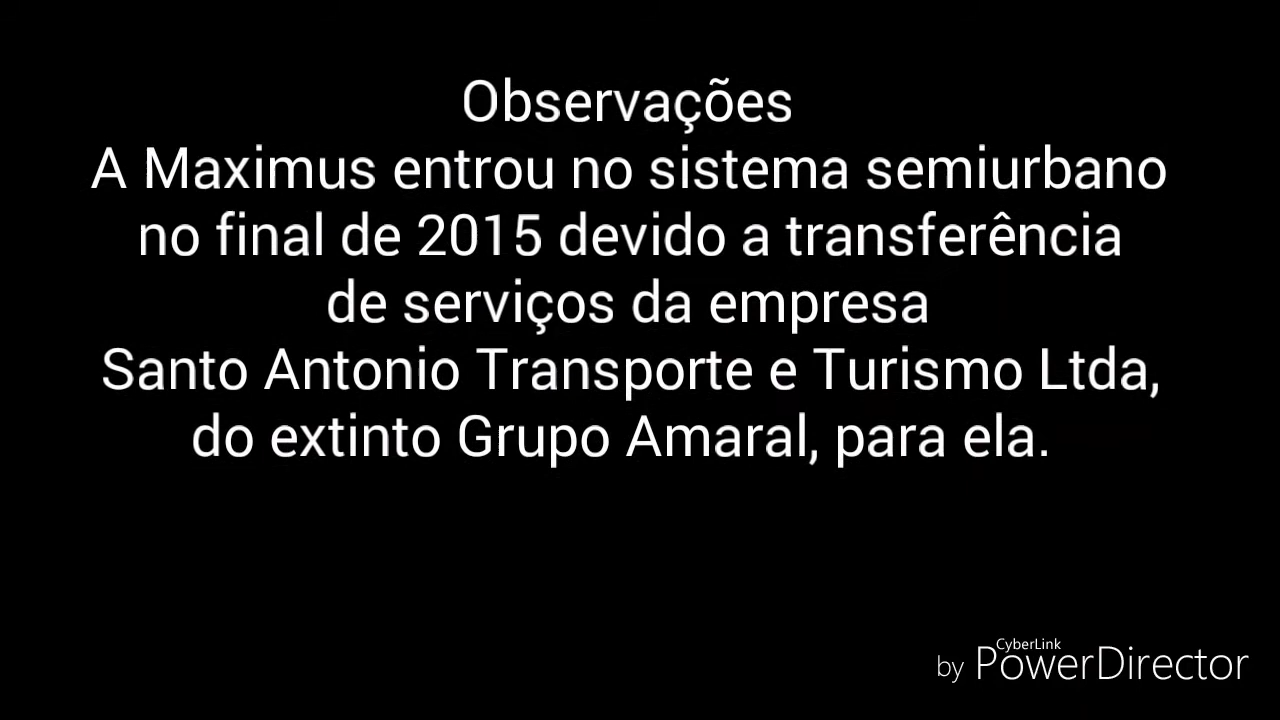 Observações
A Maximus entrou no sistema semiurbano
no final de 2015 devido a transferência
de serviços da empresa
Santo Antonio Transporte e Turismo Ltda,
do extinto Grupo Amaral, para ela.
CyberLink
by PowerDirector